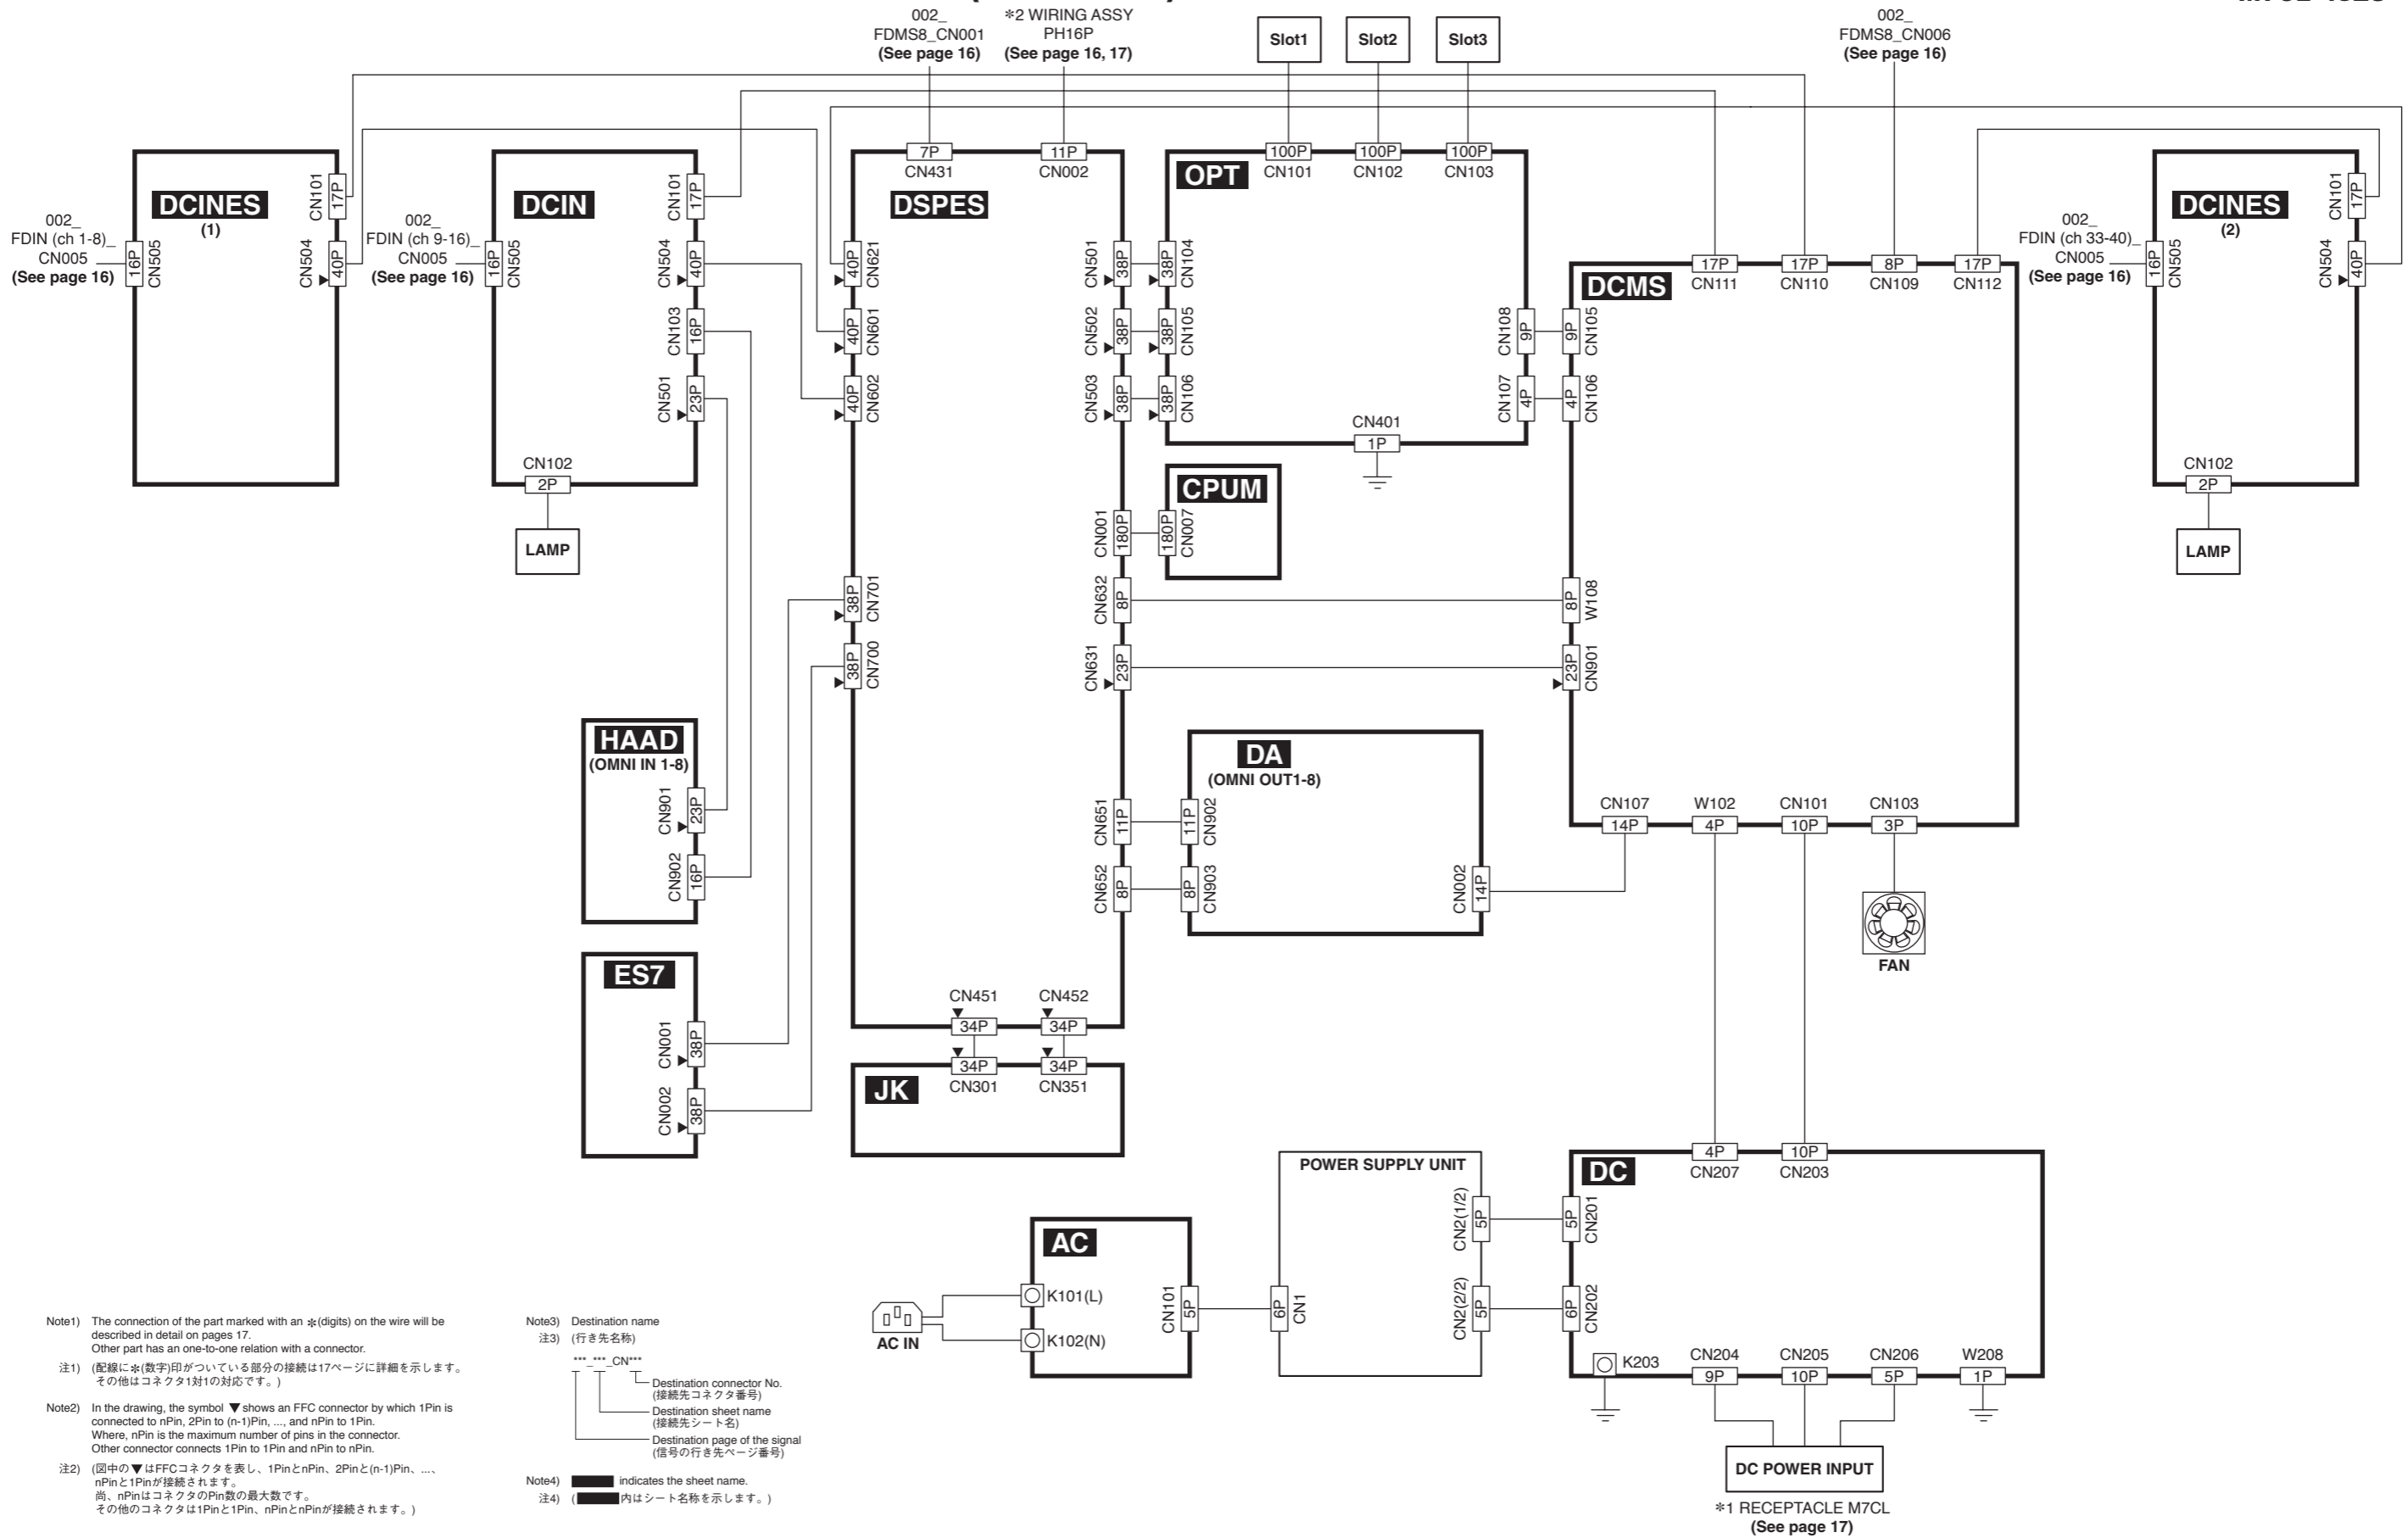 002_
FDMS8_CN001
(See page 16)
*2 WIRING ASSY
PH16P
(See page 16, 17)
Slot1
Slot2
Slot3
002_
FDMS8_CN006
(See page 16)
DCINES
(1)
CN101
17P
CN504
40P
16P
CN505
002_
FDIN (ch 1-8)_
CN005
(See page 16)
DCIN
CN101
17P
CN504
40P
CN103
16P
CN501
23P
16P
CN505
002_
FDIN (ch 9-16)_
CN005
(See page 16)
CN102
2P
LAMP
DSPES
7P
CN431
11P
CN002
40P
CN621
40P
CN601
40P
CN602
38P
CN701
38P
CN700
CN501
38P
CN502
38P
CN503
38P
CN001
180P
CN632
8P
CN631
23P
CN651
11P
CN652
8P
CN451
34P
CN452
34P
OPT
100P
CN101
100P
CN102
100P
CN103
38P
CN104
38P
CN105
38P
CN106
CN108
9P
CN107
4P
CN401
1P
CPUM
180P
CN007
DCMS
17P
CN111
17P
CN110
8P
CN109
17P
CN112
9P
CN105
4P
CN106
8P
W108
23P
CN901
CN107
14P
W102
4P
CN101
10P
CN103
3P
FAN
DCINES
(2)
CN101
17P
CN504
40P
16P
CN505
002_
FDIN (ch 33-40)_
CN005
(See page 16)
CN102
2P
LAMP
HAAD
(OMNI IN 1-8)
CN901
23P
CN902
16P
ES7
CN001
38P
CN002
38P
DA
(OMNI OUT1-8)
11P
CN902
8P
CN903
CN002
14P
JK
34P
CN301
34P
CN351
AC
AC IN
K101(L)
K102(N)
CN101
5P
POWER SUPPLY UNIT
6P
CN1
CN2(1/2)
5P
CN2(2/2)
5P
DC
4P
CN207
10P
CN203
5P
CN201
6P
CN202
K203
CN204
9P
CN205
10P
CN206
5P
W208
1P
DC POWER INPUT
*1 RECEPTACLE M7CL
(See page 17)
Note1) The connection of the part marked with an *(digits) on the wire will be
described in detail on pages 17.
Other part has an one-to-one relation with a connector.
注1) (配線に*(数字)印がついている部分の接続は17ページに詳細を示します。
その他はコネクタ1対1の対応です。)
Note2) In the drawing, the symbol ▼ shows an FFC connector by which 1Pin is
connected to nPin, 2Pin to (n-1)Pin, ..., and nPin to 1Pin.
Where, nPin is the maximum number of pins in the connector.
Other connector connects 1Pin to 1Pin and nPin to nPin.
注2) (図中の▼はFFCコネクタを表し、1PinとnPin、2Pinと(n-1)Pin、...、
nPinと1Pinが接続されます。
尚、nPinはコネクタのPin数の最大数です。
その他のコネクタは1Pinと1Pin、nPinとnPinが接続されます。)
Note3) Destination name
注3) (行き先名称)
***_***_CN***
Destination connector No.
(接続先コネクタ番号)
Destination sheet name
(接続先シート名)
Destination page of the signal
(信号の行き先ページ番号)
Note4) indicates the sheet name.
注4) ( 内はシート名称を示します。)